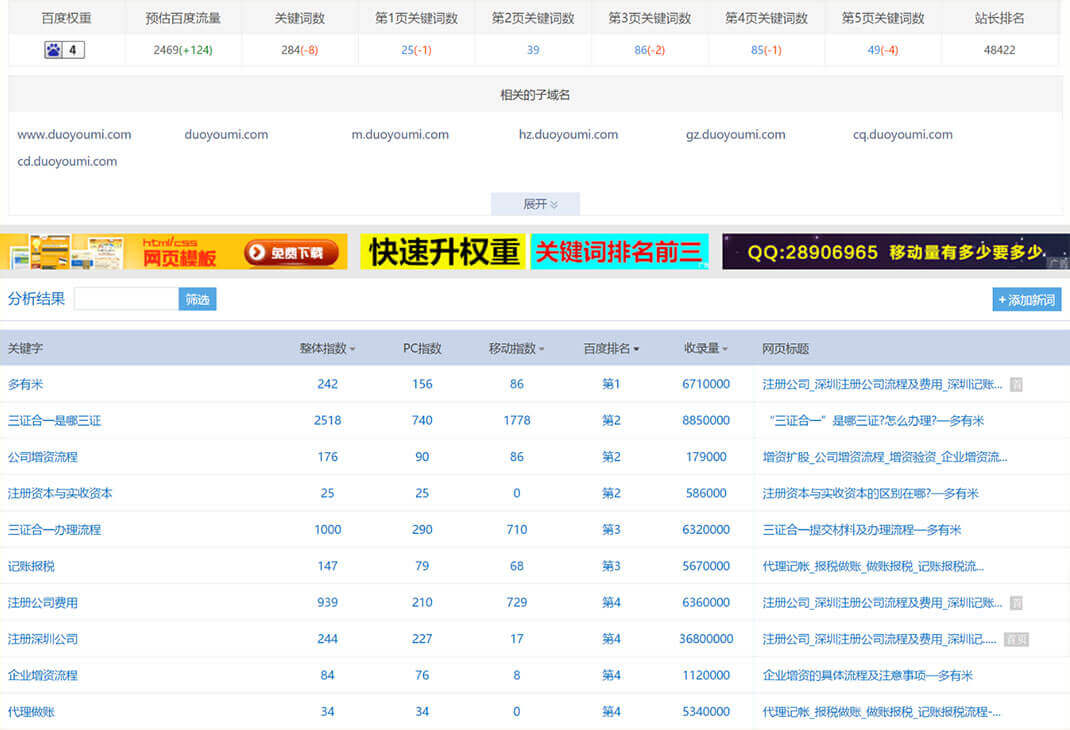 百度权重 预估百度流量 关键词数 第1页关键词数 第2页关键词数 第3页关键词数 第4页关键词数 第5页关键词数 站长排名
4 2469(+124) 284(-8) 25(-1) 39 86(-2) 85(-1) 49(-4) 48422
相关的子域名
www.duoyoumi.com duoyoumi.com m.duoyoumi.com hz.duoyoumi.com gz.duoyoumi.com cq.duoyoumi.com
cd.duoyoumi.com
展开
html/css
网页模板 免费下载 快速升权重 关键词排名前三 QQ:28906965 移动量有多少要多少
分析结果 筛选 +添加新词
关键字 整体指数 PC指数 移动指数 百度排名 收录量 网页标题
多有米 242 156 86 第1 6710000 注册公司_深圳注册公司流程及费用_深圳记账... 首
三证合一是哪三证 2518 740 1778 第2 8850000 “三证合一”是哪三证?怎么办理?—多有米
公司增资流程 176 90 86 第2 179000 增资扩股_公司增资流程_增资验资_企业增资流...
注册资本与实收资本 25 25 0 第2 586000 注册资本与实收资本的区别在哪?—多有米
三证合一办理流程 1000 290 710 第3 6320000 三证合一提交材料及办理流程—多有米
记账报税 147 79 68 第3 5670000 代理记帐_报税做账_做账报税_记账报税流...
注册公司费用 939 210 729 第4 6360000 注册公司_深圳注册公司流程及费用_深圳记账... 首
注册深圳公司 244 227 17 第4 36800000 注册公司_深圳注册公司流程及费用_深圳记..... 首页
企业增资流程 84 76 8 第4 1120000 企业增资的具体流程及注意事项—多有米
代理做账 34 34 0 第4 5340000 代理记帐_报税做账_做账报税_记账报税流程-...